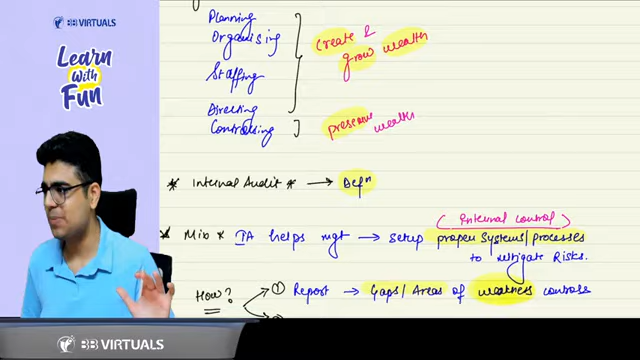 BB VIRTUALS
Learn
With
Fun
Planning
Organising
Staffing
Directing
Controlling
create &
grow wealth
preserve wealth
* Internal Audit * → Defn
(Internal control)
* Mib * IA helps mgt → setup proper systems/processes
to mitigate Risks.
How? ① Report → Gaps/Areas of weakness controls
BB VIRTUALS